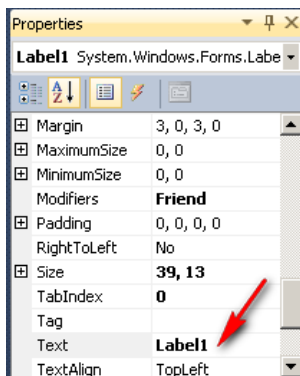 Properties
Label1 System.Windows.Forms.Labe
Margin 3, 0, 3, 0
MaximumSize 0, 0
MinimumSize 0, 0
Modifiers Friend
Padding 0, 0, 0, 0
RightToLeft No
Size 39, 13
TabIndex 0
Tag
Text Label1
TextAlign TopLeft